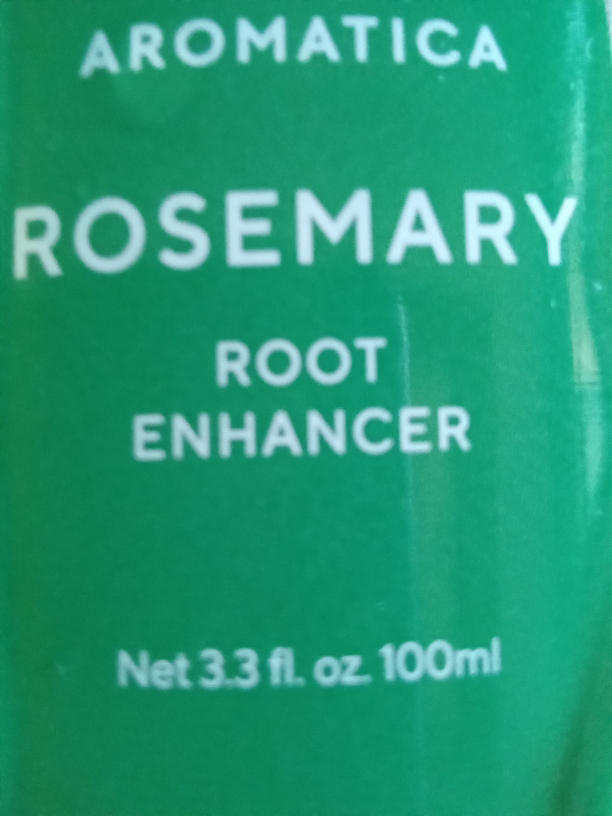 AROMATICA
ROSEMARY
ROOT
ENHANCER
Net 3.3 fl. oz. 100ml